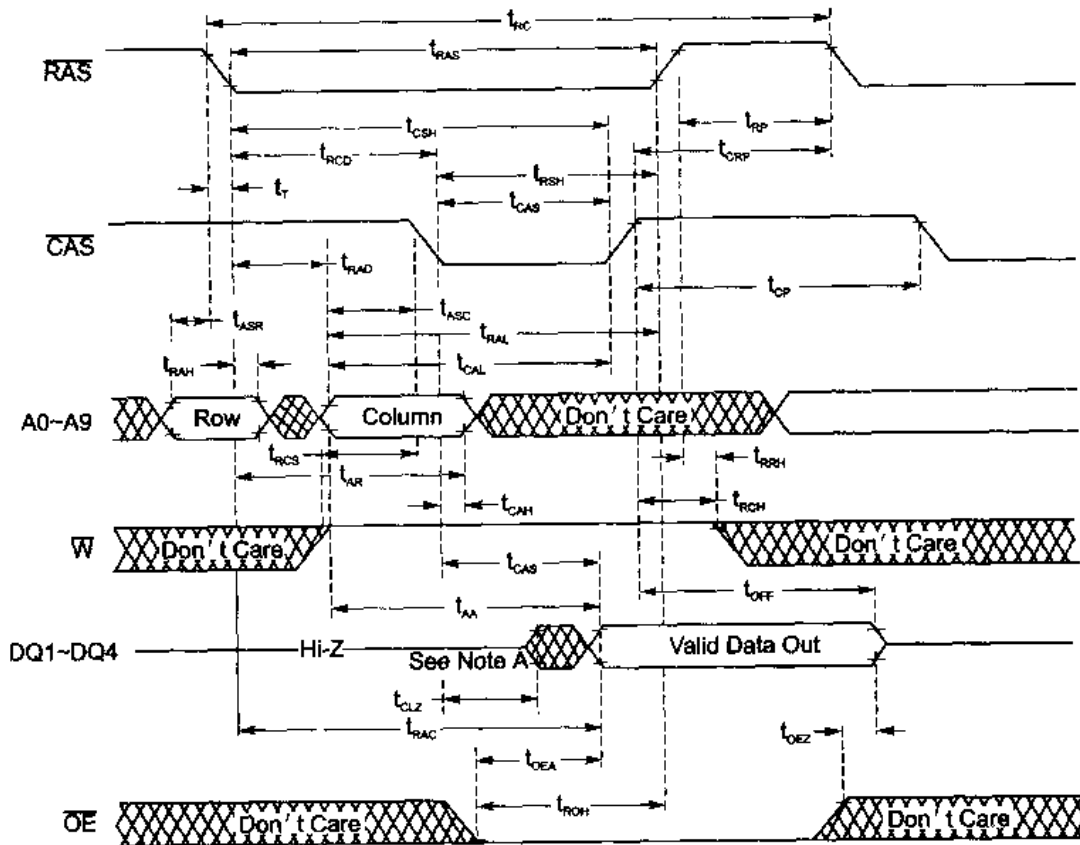 tRC
tRAS
RAS
tCSH
tRP
tRCD
tCRP
tRSH
tT
tCAS
CAS
tRAD
tCP
tASC
tASR
tRAL
tRAH
tCAL
A0~A9
Row
Column
Don't Care
tRCS
tRRH
tAR
tCAH
tRCH
W
Don't Care
Don't Care
tCAS
tOFF
tAA
DQ1~DQ4
Hi-Z
See Note A
Valid Data Out
tCLZ
tRAC
tOEZ
tOEA
tROH
OE
Don't Care
Don't Care